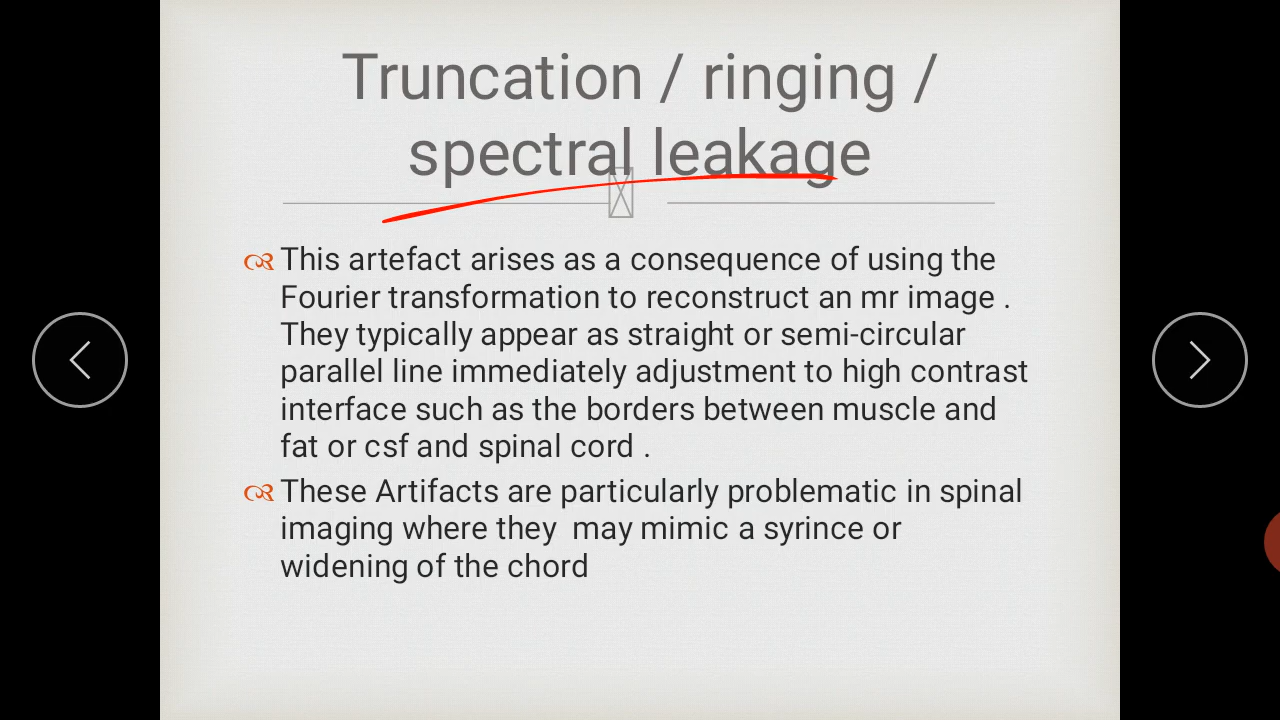 Truncation / ringing /
spectral leakage
This artefact arises as a consequence of using the
Fourier transformation to reconstruct an mr image .
They typically appear as straight or semi-circular
parallel line immediately adjustment to high contrast
interface such as the borders between muscle and
fat or csf and spinal cord .
These Artifacts are particularly problematic in spinal
imaging where they  may mimic a syrince or
widening of the chord